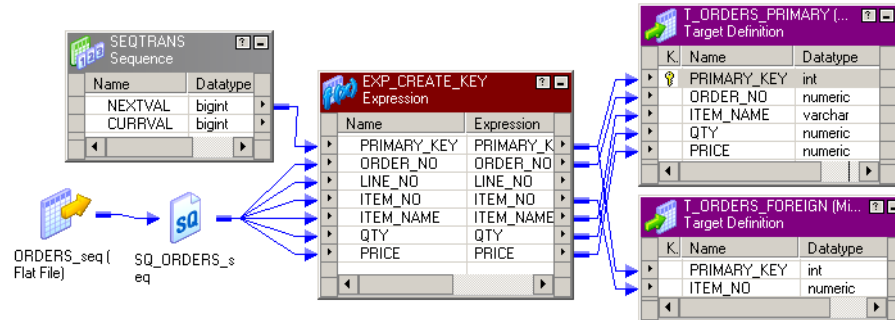 SEQTRANS
Sequence
Name Datatype
NEXTVAL bigint
CURRVAL bigint
ORDERS_seq (
Flat File)
SQ_ORDERS_s
eq
EXP_CREATE_KEY
Expression
Name Expression
PRIMARY_KEY PRIMARY_K
ORDER_NO ORDER_NO
LINE_NO LINE_NO
ITEM_NO ITEM_NO
ITEM_NAME ITEM_NAME
QTY QTY
PRICE PRICE
T_ORDERS_PRIMARY (...
Target Definition
K. Name Datatype
PRIMARY_KEY int
ORDER_NO numeric
ITEM_NAME varchar
QTY numeric
PRICE numeric
T_ORDERS_FOREIGN (Mi...
Target Definition
K. Name Datatype
PRIMARY_KEY int
ITEM_NO numeric